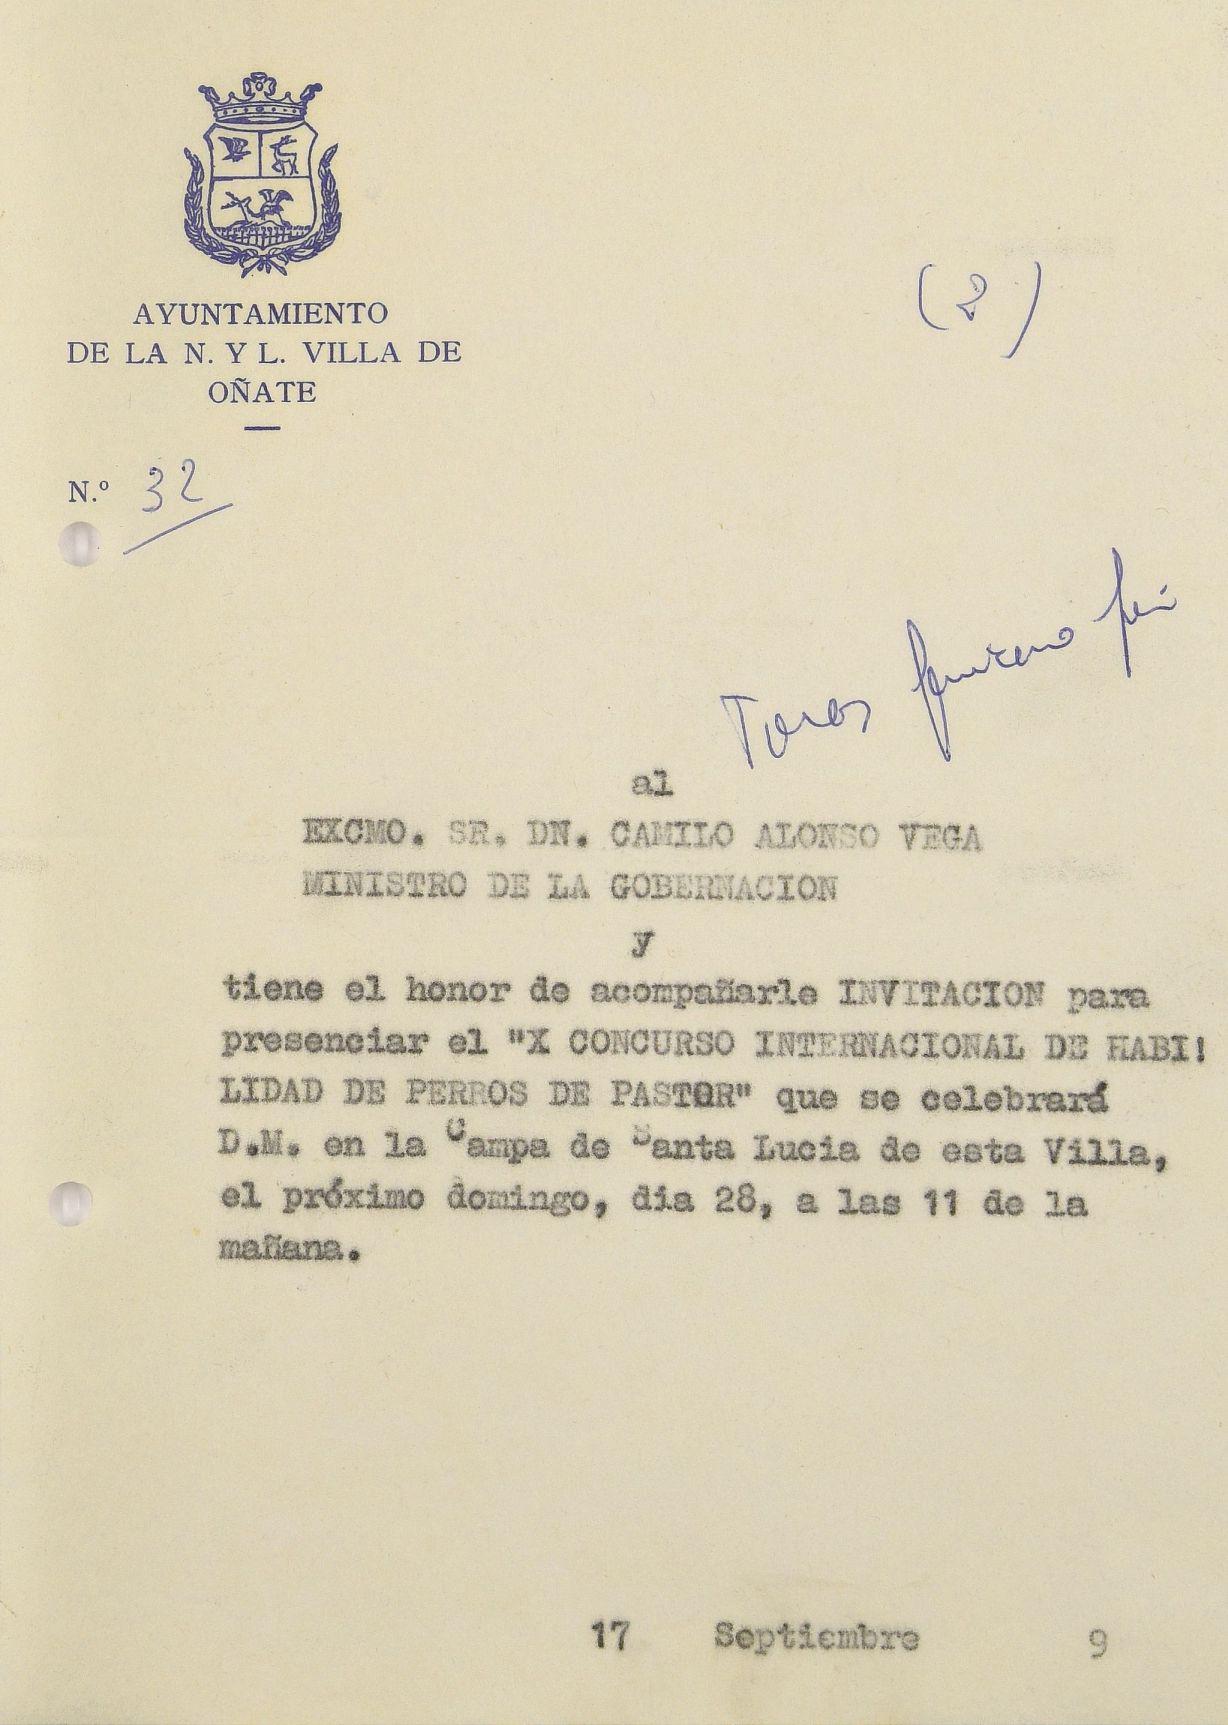 AYUNTAMIENTO
DE LA N. Y L. VILLA DE
OÑATE
(2)
N.º 32
Toros
al
EXCMO. SR. DN. CAMILO ALONSO VEGA
MINISTRO DE LA GOBERNACION
y
tiene el honor de acompañarle INVITACION para
presenciar el "X CONCURSO INTERNACIONAL DE HABI!
LIDAD DE PERROS DE PASTOR" que se celebrará
D.M. en la Campa de Santa Lucia de esta Villa,
el próximo domingo, dia 28, a las 11 de la
mañana.
17 Septiembre 9